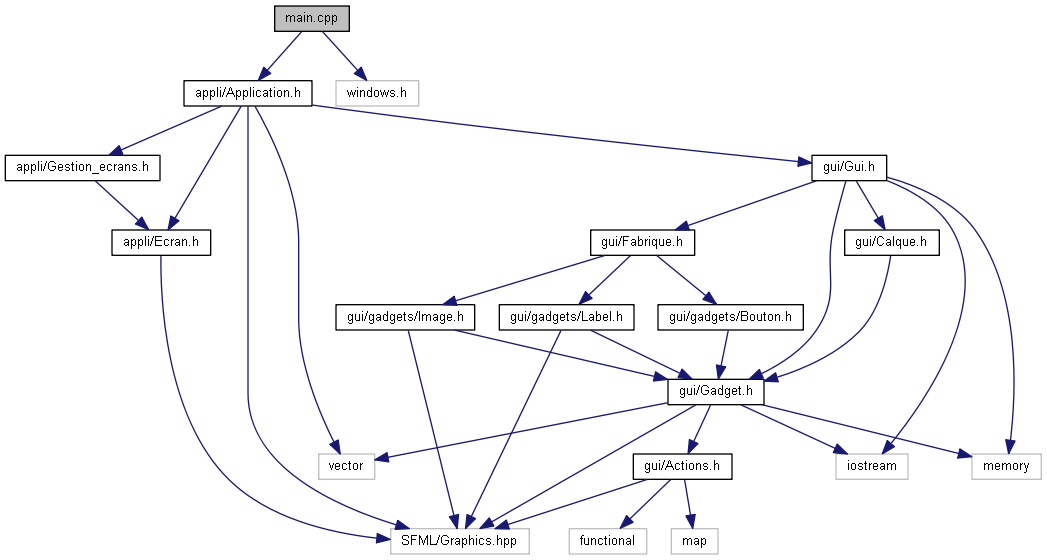 main.cpp
appli/Application.h
windows.h
appli/Gestion_ecrans.h
gui/Gui.h
appli/Ecran.h
gui/Fabrique.h
gui/Calque.h
gui/gadgets/Image.h
gui/gadgets/Label.h
gui/gadgets/Bouton.h
gui/Gadget.h
vector
gui/Actions.h
iostream
memory
SFML/Graphics.hpp
functional
map